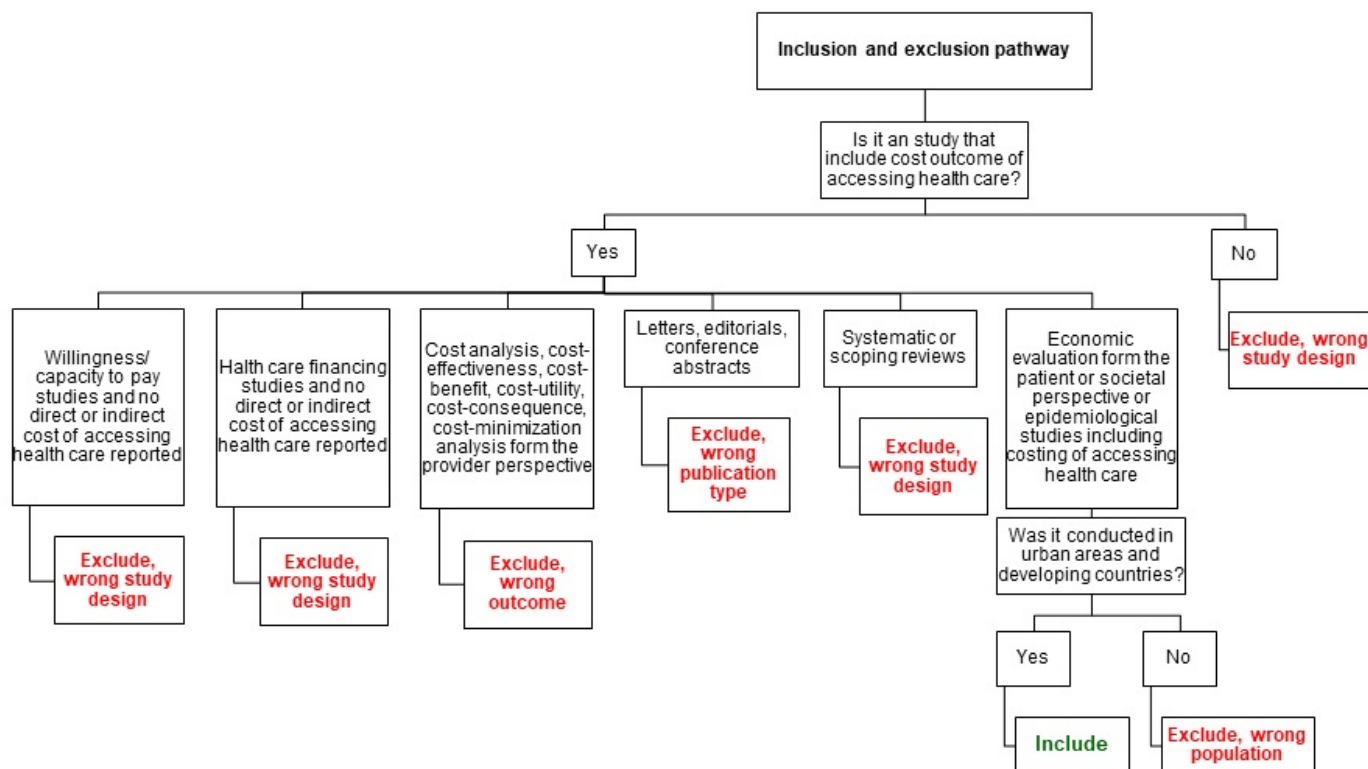 Inclusion and exclusion pathway
Is it an study that
include cost outcome of
accessing health care?
Yes
No
Willingness/
capacity to pay
studies and no
direct or indirect
cost of accessing
health care reported
Halth care financing
studies and no
direct or indirect
cost of accessing
health care reported
Cost analysis, cost-
effectiveness, cost-
benefit, cost-utility,
cost-consequence,
cost-minimization
analysis form the
provider perspective
Letters, editorials,
conference
abstracts
Systematic or
scoping reviews
Economic
evaluation form the
patient or societal
perspective or
epidemiological
studies including
costing of accessing
health care
Exclude, wrong
study design
Exclude,
wrong study
design
Exclude,
wrong study
design
Exclude,
wrong
outcome
Exclude,
wrong
publication
type
Exclude,
wrong study
design
Was it conducted in
urban areas and
developing countries?
Yes
No
Include
Exclude, wrong
population